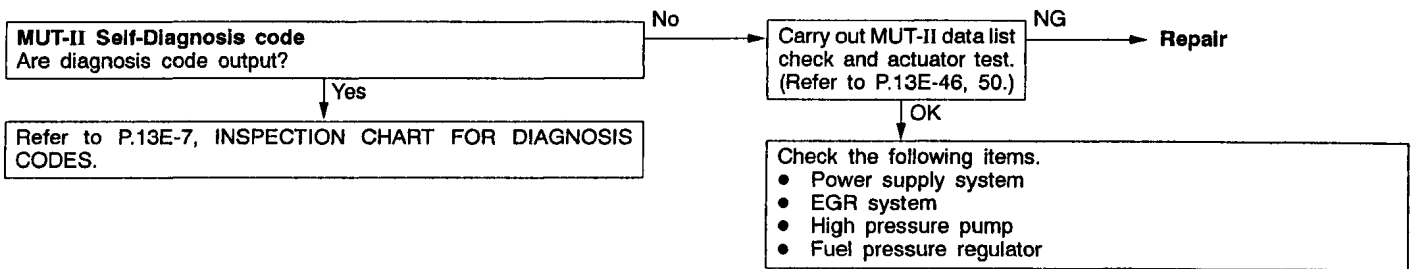 MUT-II Self-Diagnosis code
Are diagnosis code output?
No
Carry out MUT-II data list
check and actuator test.
(Refer to P.13E-46, 50.)
NG
Repair
Yes
Refer to P.13E-7, INSPECTION CHART FOR DIAGNOSIS
CODES.
OK
Check the following items.
● Power supply system
● EGR system
● High pressure pump
● Fuel pressure regulator